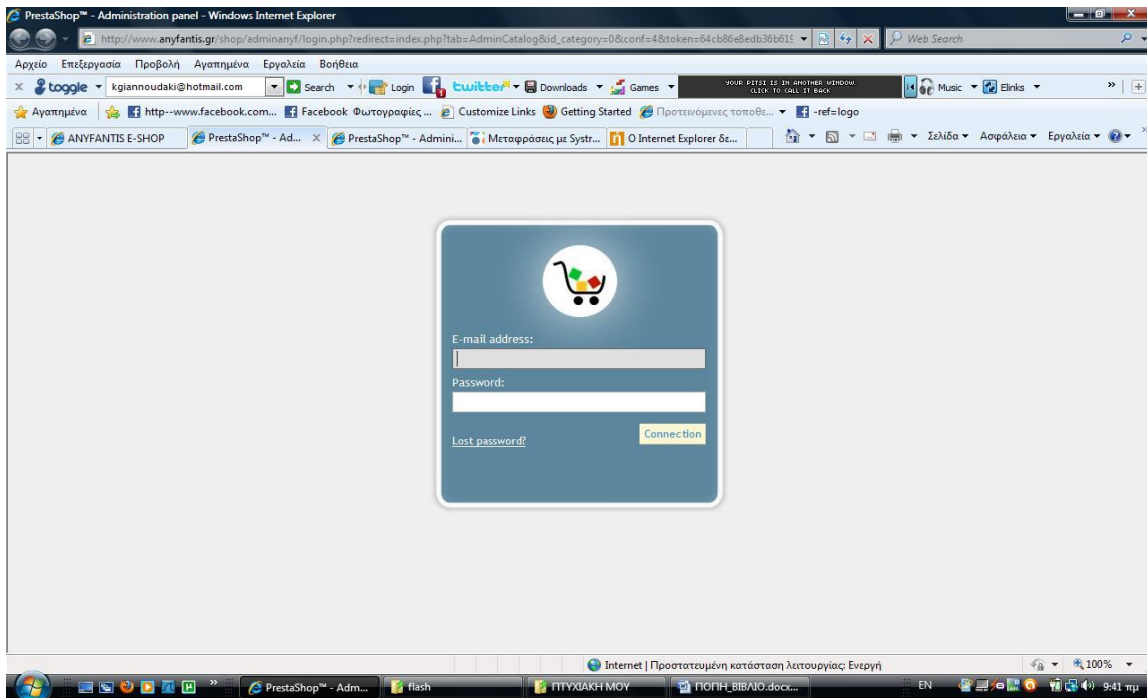 PrestaShop™ - Administration panel - Windows Internet Explorer
http://www.anyfantis.gr/shop/adminanyf/login.php?redirect=index.php?tab=AdminCatalog&id_category=0&conf=4&token=64cb86e8edb36b619
Web Search
Αρχείο Επεξεργασία Προβολή Αγαπημένα Εργαλεία Βοήθεια
x toggle kgiannoudaki@hotmail.com Search Login twitter Downloads Games YOUR PITSI IS IN ANOTHER WINDOW. Music Elinks »
CLICK TO CALL IT BACK
Αγαπημένα http--www.facebook.com... Facebook Φωτογραφίες ... Customize Links Getting Started Προτεινόμενες τοποθε... -ref=logo
ANYFANTIS E-SHOP PrestaShop™ - Ad... x PrestaShop™ - Admini... Μεταφράσεις με Systr... Ο Internet Explorer δε... Σελίδα Ασφάλεια Εργαλεία »
E-mail address:
Password:
Connection
Lost password?
Internet | Προστατευμένη κατάσταση λειτουργίας: Ενεργή 100%
» PrestaShop™ - Adm... flash ΠΤΥΧΙΑΚΗ ΜΟΥ ΠΟΠΗ_ΒΙΒΛΙΟ.docx... EN 9:41 πμ